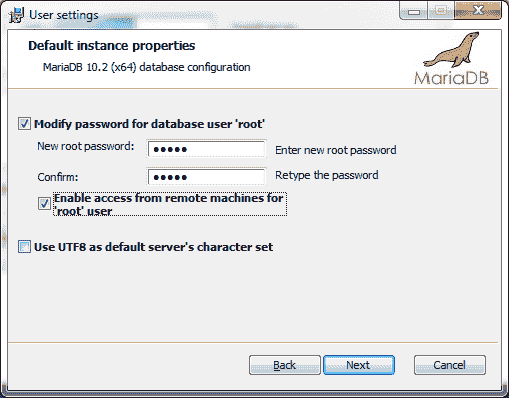 User settings
Default instance properties
MariaDB 10.2 (x64) database configuration
MariaDB
Modify password for database user 'root'
New root password: ●●●●● Enter new root password
Confirm: ●●●●● Retype the password
Enable access from remote machines for
'root' user
Use UTF8 as default server's character set
Back Next Cancel